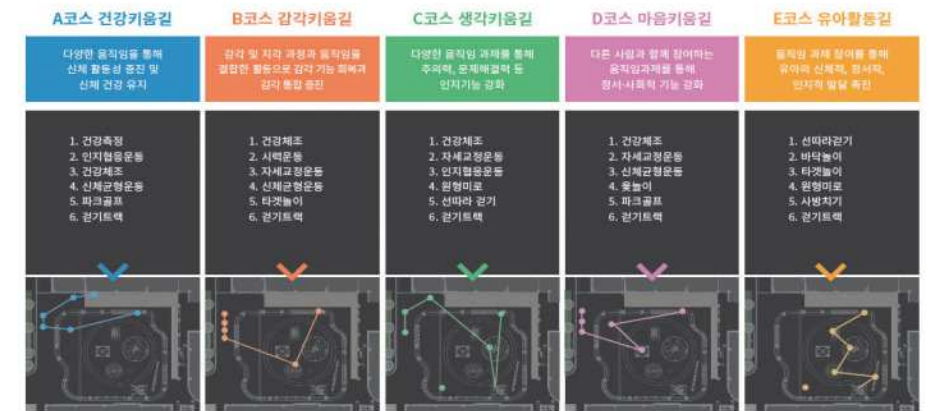 A코스 건강키움길
다양한 움직임을 통해
신체 활동성 증진 및
신체 건강 유지
1. 건강측정
2. 인지협응운동
3. 건강체조
4. 신체균형운동
5. 파크골프
6. 걷기트랙
B코스 감각키움길
감각 및 지각 과정과 움직임을
결합한 활동으로 감각 기능 회복과
감각 통합 증진
1. 건강체조
2. 시력운동
3. 자세교정운동
4. 신체균형운동
5. 타겟놀이
6. 걷기트랙
C코스 생각키움길
다양한 움직임 과제를 통해
주의력, 문제해결력 등
인지기능 강화
1. 건강체조
2. 자세교정운동
3. 인지협응운동
4. 원형미로
5. 선따라 걷기
6. 걷기트랙
D코스 마음키움길
다른 사람과 함께 참여하는
움직임과제를 통해,
정서·사회적 기능 강화
1. 건강체조
2. 자세교정운동
3. 신체균형운동
4. 윷놀이
5. 파크골프
6. 걷기트랙
E코스 유아활동길
움직임 과제 참여를 통해
유아의 신체적, 정서적,
인지적 발달 촉진
1. 선따라걷기
2. 바닥놀이
3. 타겟놀이
4. 원형미로
5. 사방치기
6. 걷기트랙